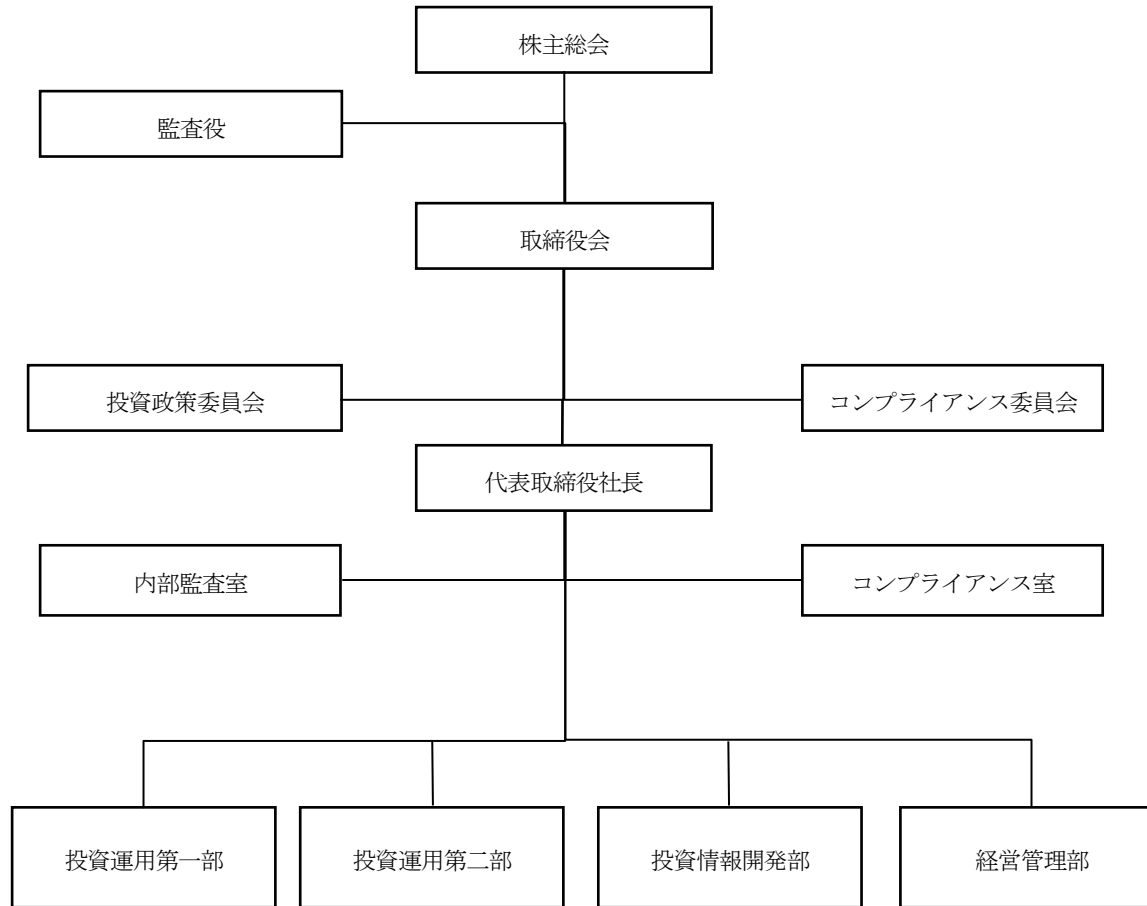 株主総会
監査役
取締役会
投資政策委員会
コンプライアンス委員会
代表取締役社長
内部監査室
コンプライアンス室
投資運用第一部
投資運用第二部
投資情報開発部
経営管理部